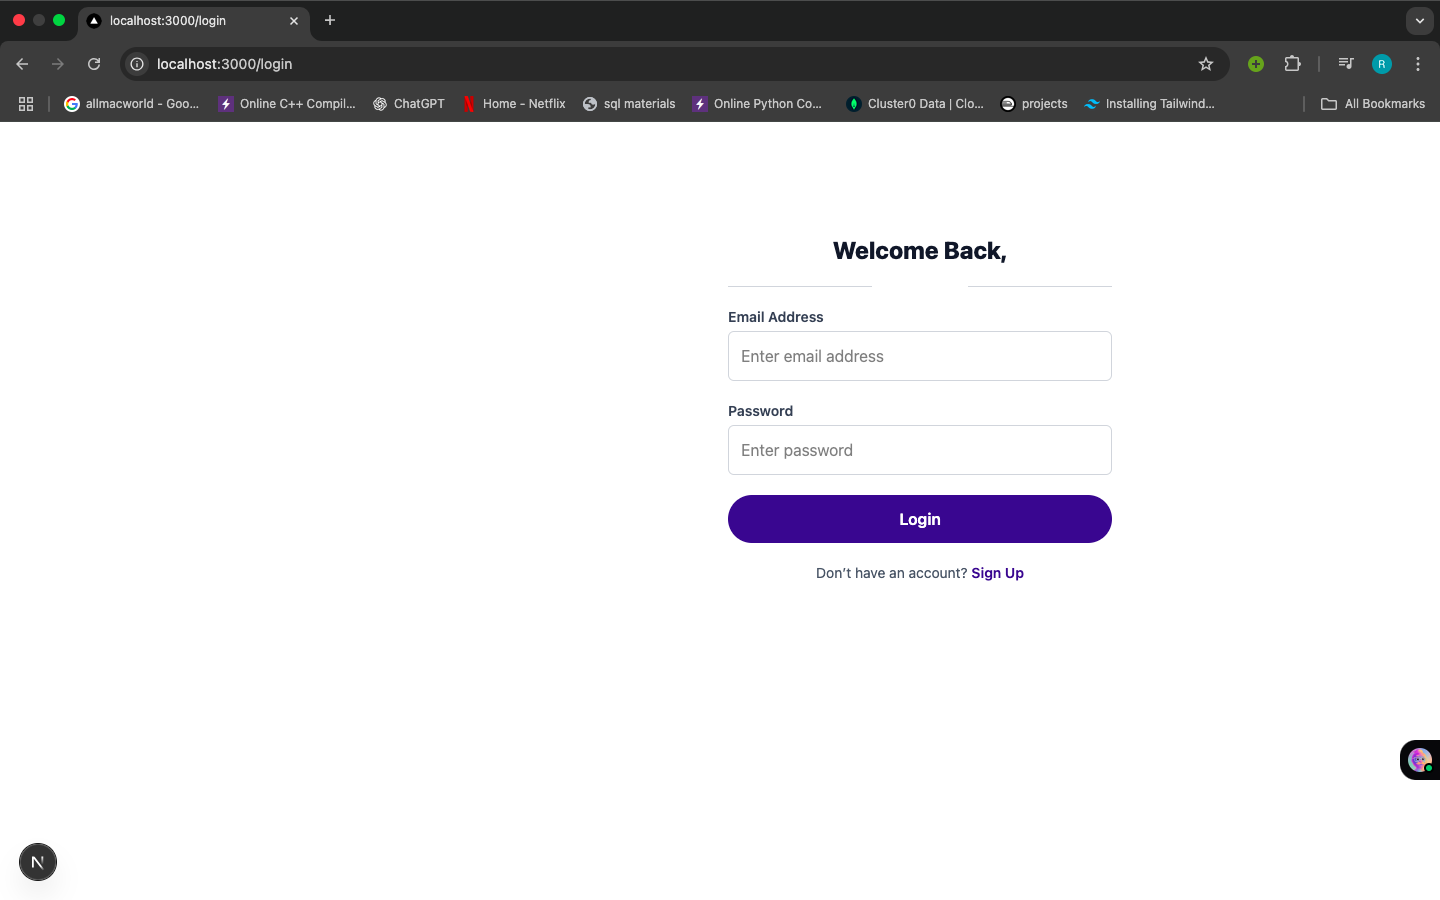 localhost:3000/login
localhost:3000/login
R
allmacworld - Goo...
Online C++ Compil...
ChatGPT
Home - Netflix
sql materials
Online Python Co...
Cluster0 Data | Clo...
projects
Installing Tailwind...
All Bookmarks
Welcome Back,
Email Address
Enter email address
Password
Enter password
Login
Don't have an account? Sign Up
N